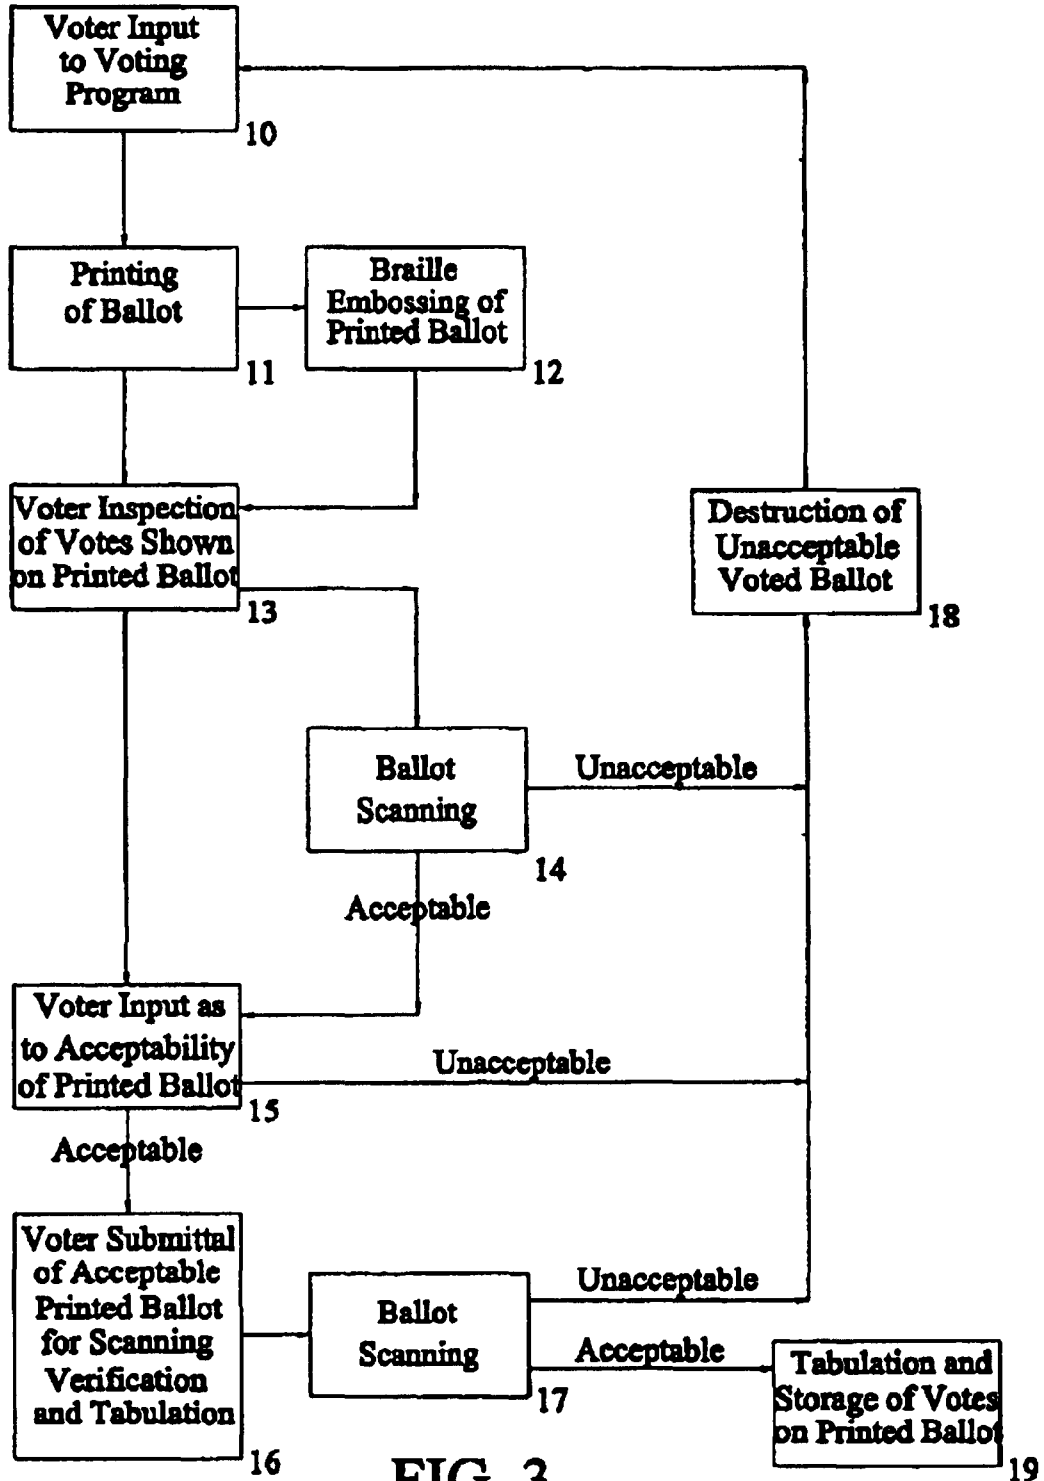 Voter Input
to Voting
Program
10
Printing
of Ballot
11
Braille
Embossing of
Printed Ballot
12
Voter Inspection
of Votes Shown
on Printed Ballot
13
Destruction of
Unacceptable
Voted Ballot
18
Ballot
Scanning
14
Unacceptable
Acceptable
Voter Input as
to Acceptability
of Printed Ballot
15
Unacceptable
Acceptable
Voter Submittal
of Acceptable
Printed Ballot
for Scanning
Verification
and Tabulation
16
Ballot
Scanning
17
Unacceptable
Acceptable
Tabulation and
Storage of Votes
on Printed Ballot
19
FIG. 3